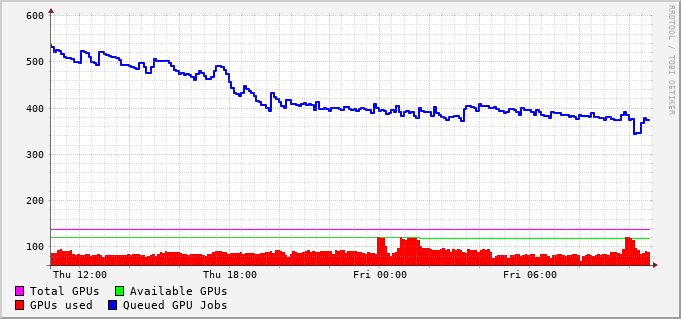 600
500
400
300
200
100
Thu 12:00 Thu 18:00 Fri 00:00 Fri 06:00
Total GPUs Available GPUs
GPUs used Queued GPU Jobs
RRDTOOL / TOBI OETIKER